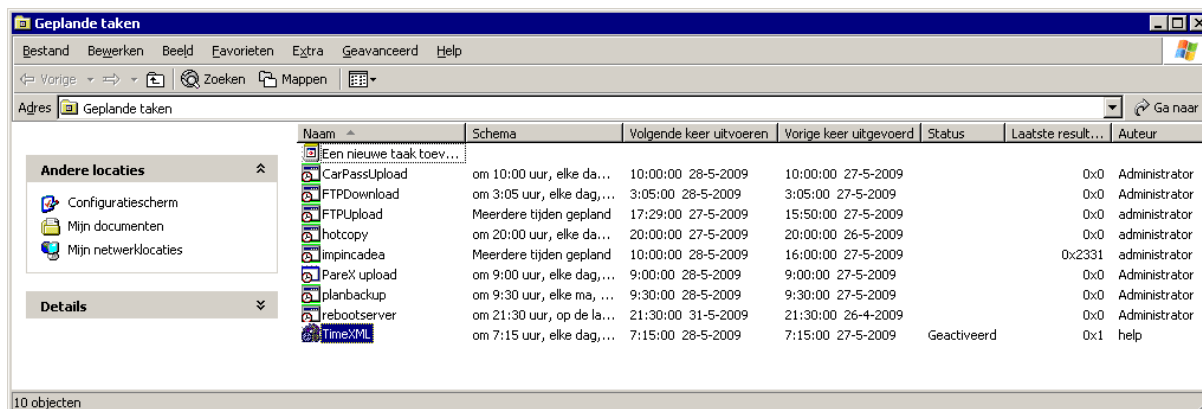 Geplande taken
Bestand Bewerken Beeld Favorieten Extra Geavanceerd Help
Vorige Zoeken Mappen
Adres Geplande taken Ga naar
Andere locaties
Configuratiescherm
Mijn documenten
Mijn netwerklocaties
Details
Naam Schema Volgende keer uitvoeren Vorige keer uitgevoerd Status Laatste result... Auteur
Een nieuwe taak toev...
CarPassUpload om 10:00 uur, elke da... 10:00:00 28-5-2009 10:00:00 27-5-2009 0x0 Administrator
FTPDownload om 3:05 uur, elke dag,... 3:05:00 28-5-2009 3:05:00 27-5-2009 0x0 Administrator
FTPUpload Meerdere tijden gepland 17:29:00 27-5-2009 15:50:00 27-5-2009 0x0 Administrator
hotcopy om 20:00 uur, elke da... 20:00:00 27-5-2009 20:00:00 26-5-2009 0x0 administrator
impincadea Meerdere tijden gepland 10:00:00 28-5-2009 16:00:00 27-5-2009 0x2331 administrator
PareX upload om 9:00 uur, elke dag,... 9:00:00 28-5-2009 9:00:00 27-5-2009 0x0 Administrator
planbackup om 9:30 uur, elke ma, ... 9:30:00 28-5-2009 9:30:00 27-5-2009 0x0 Administrator
rebootserver om 21:30 uur, op de la... 21:30:00 31-5-2009 21:30:00 26-4-2009 0x0 Administrator
TimeXML om 7:15 uur, elke dag,... 7:15:00 28-5-2009 7:15:00 27-5-2009 Geactiveerd 0x1 help
10 objecten